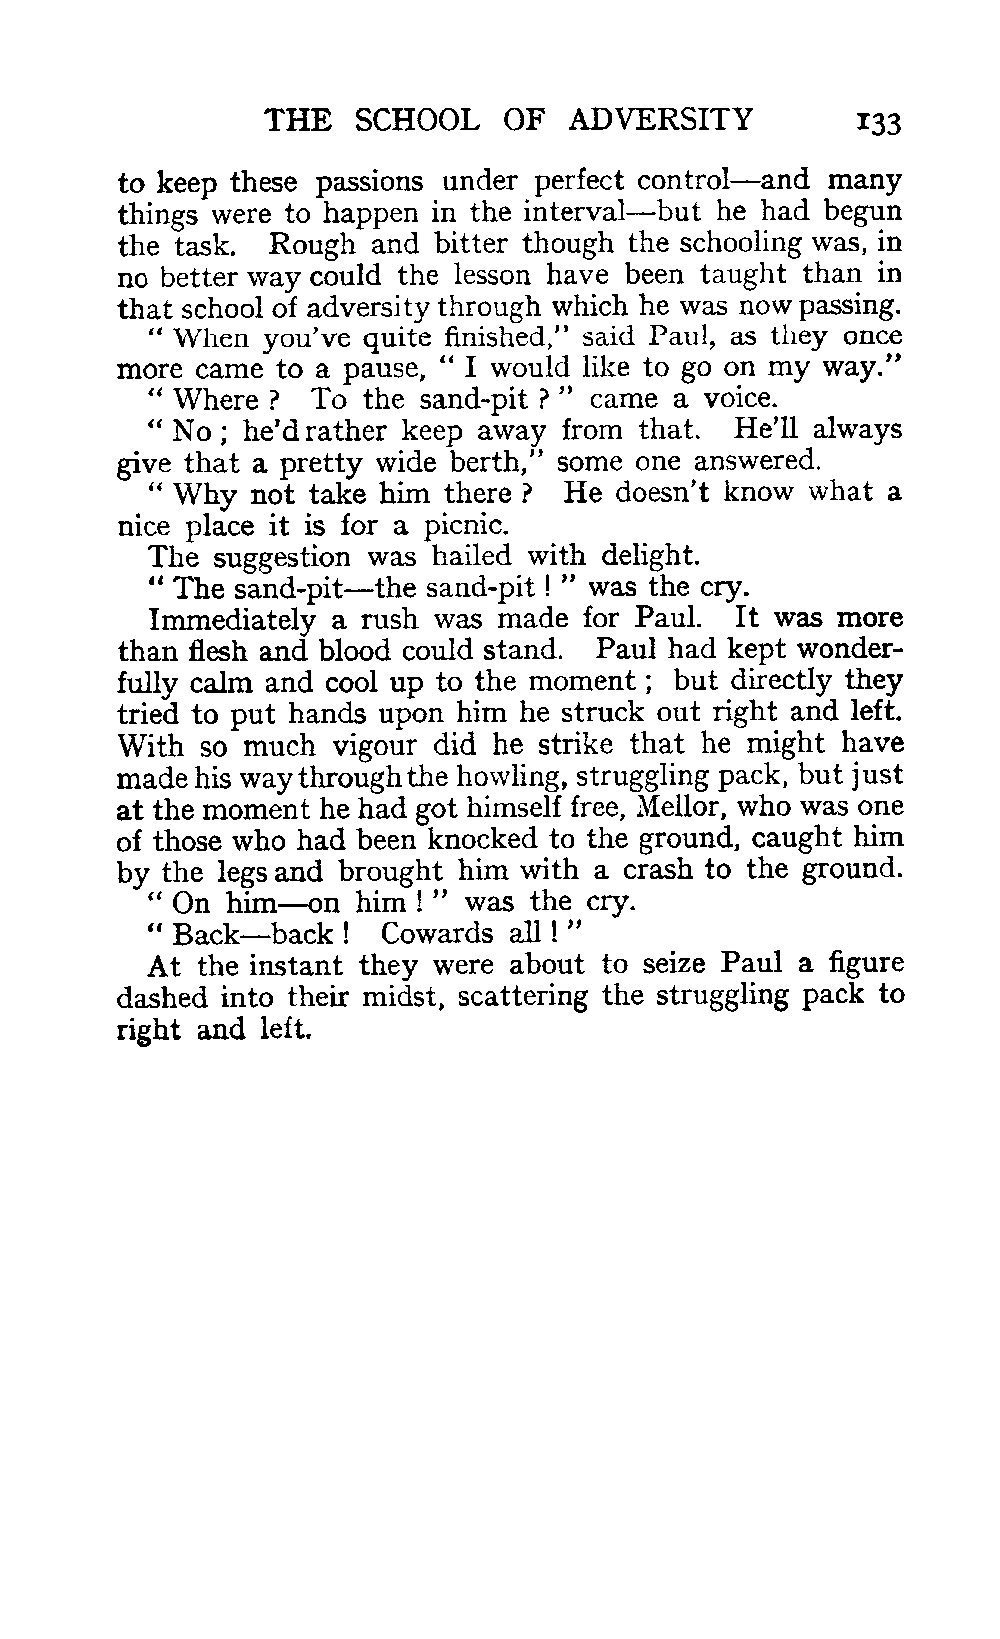 THE SCHOOL OF ADVERSITY 133
to keep these passions under perfect control—and many
things were to happen in the interval—but he had begun
the task. Rough and bitter though the schooling was, in
no better way could the lesson have been taught than in
that school of adversity through which he was now passing.
“ When you've quite finished,” said Paul, as they once
more came to a pause, “ I would like to go on my way.”
“ Where ? To the sand-pit ? ” came a voice.
“ No ; he'd rather keep away from that. He'll always
give that a pretty wide berth,” some one answered.
“ Why not take him there ? He doesn't know what a
nice place it is for a picnic.
The suggestion was hailed with delight.
“ The sand-pit—the sand-pit ! ” was the cry.
Immediately a rush was made for Paul. It was more
than flesh and blood could stand. Paul had kept wonder-
fully calm and cool up to the moment ; but directly they
tried to put hands upon him he struck out right and left.
With so much vigour did he strike that he might have
made his way through the howling, struggling pack, but just
at the moment he had got himself free, Mellor, who was one
of those who had been knocked to the ground, caught him
by the legs and brought him with a crash to the ground.
“ On him—on him ! ” was the cry.
“ Back—back ! Cowards all ! ”
At the instant they were about to seize Paul a figure
dashed into their midst, scattering the struggling pack to
right and left.